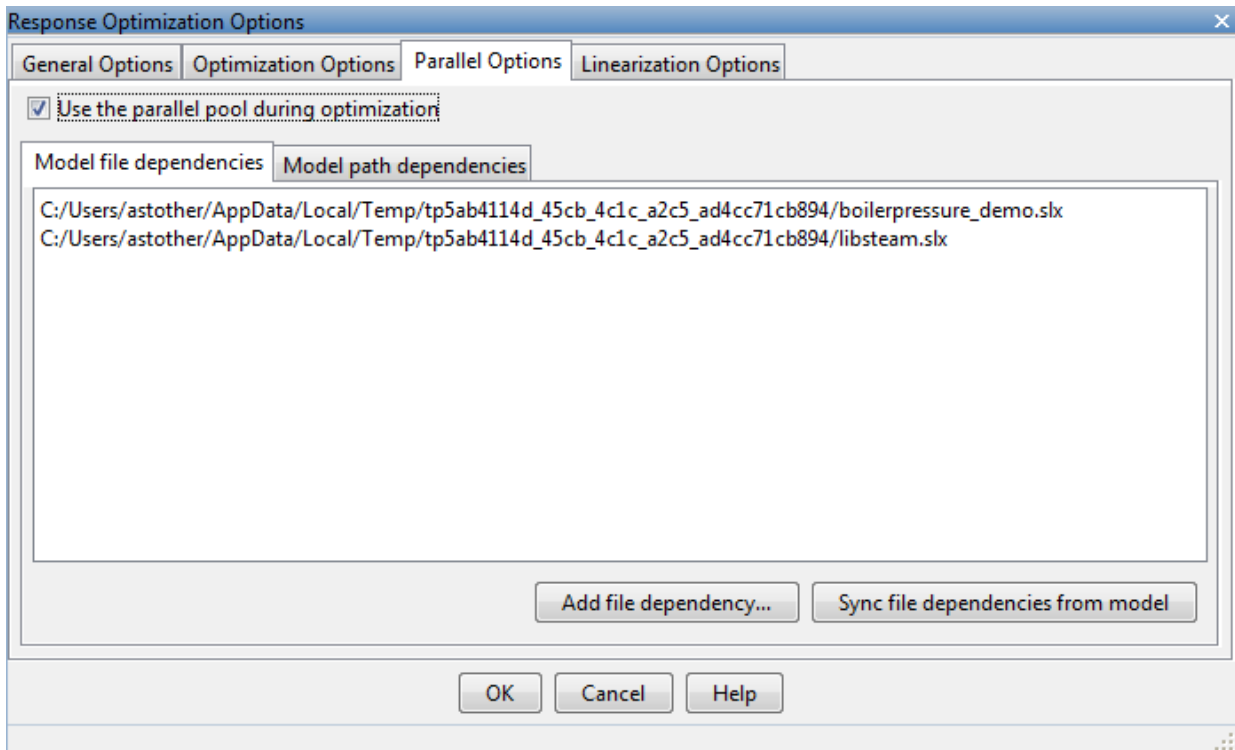 Response Optimization Options
General Options Optimization Options Parallel Options Linearization Options
Use the parallel pool during optimization
Model file dependencies Model path dependencies
C:/Users/astother/AppData/Local/Temp/tp5ab4114d_45cb_4c1c_a2c5_ad4cc71cb894/boilerpressure_demo.slx
C:/Users/astother/AppData/Local/Temp/tp5ab4114d_45cb_4c1c_a2c5_ad4cc71cb894/libsteam.slx
Add file dependency... Sync file dependencies from model
OK Cancel Help